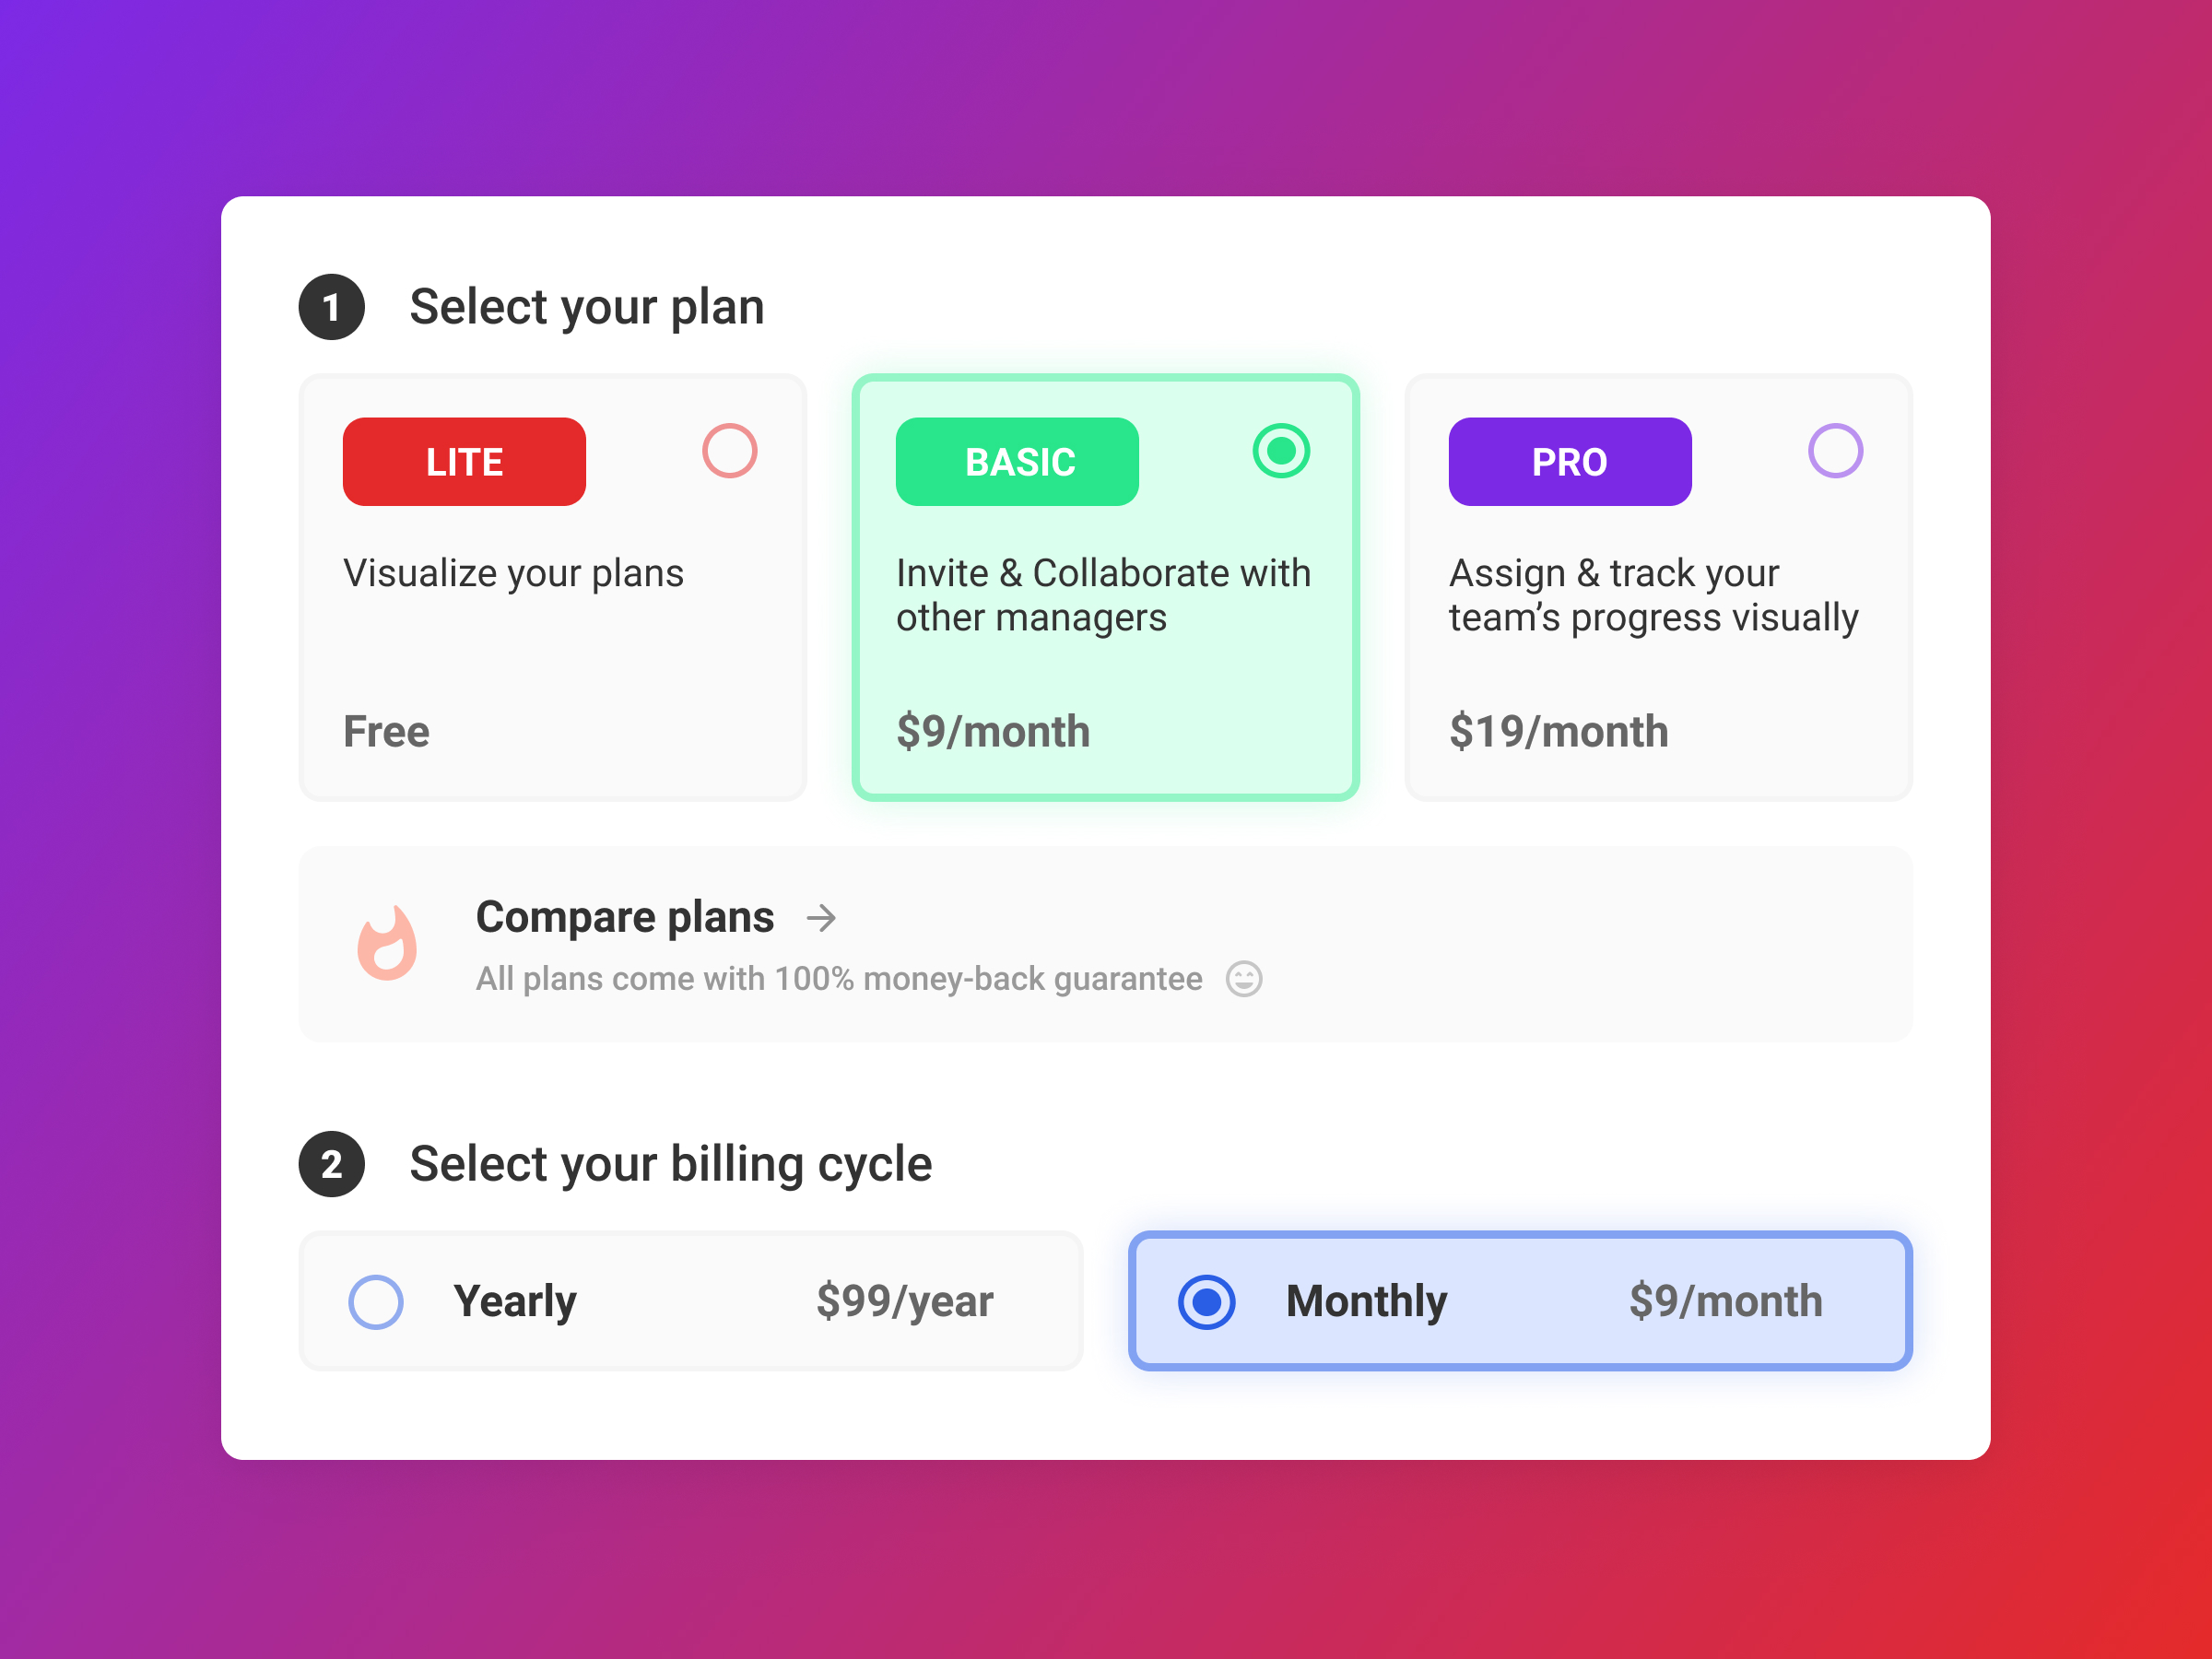 1 Select your plan
LITE
Visualize your plans
Free
BASIC
Invite & Collaborate with
other managers
$9/month
PRO
Assign & track your
team’s progress visually
$19/month
Compare plans
All plans come with 100% money-back guarantee
2 Select your billing cycle
Yearly $99/year
Monthly $9/month